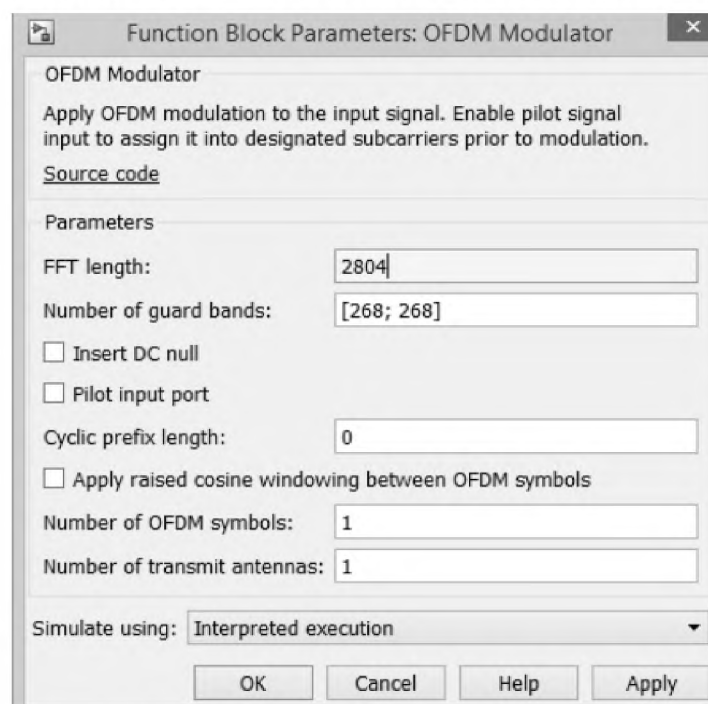 Function Block Parameters: OFDM Modulator
OFDM Modulator
Apply OFDM modulation to the input signal. Enable pilot signal
input to assign it into designated subcarriers prior to modulation.
Source code
Parameters
FFT length: 2804
Number of guard bands: [268; 268]
Insert DC null
Pilot input port
Cyclic prefix length: 0
Apply raised cosine windowing between OFDM symbols
Number of OFDM symbols: 1
Number of transmit antennas: 1
Simulate using: Interpreted execution
OK Cancel Help Apply